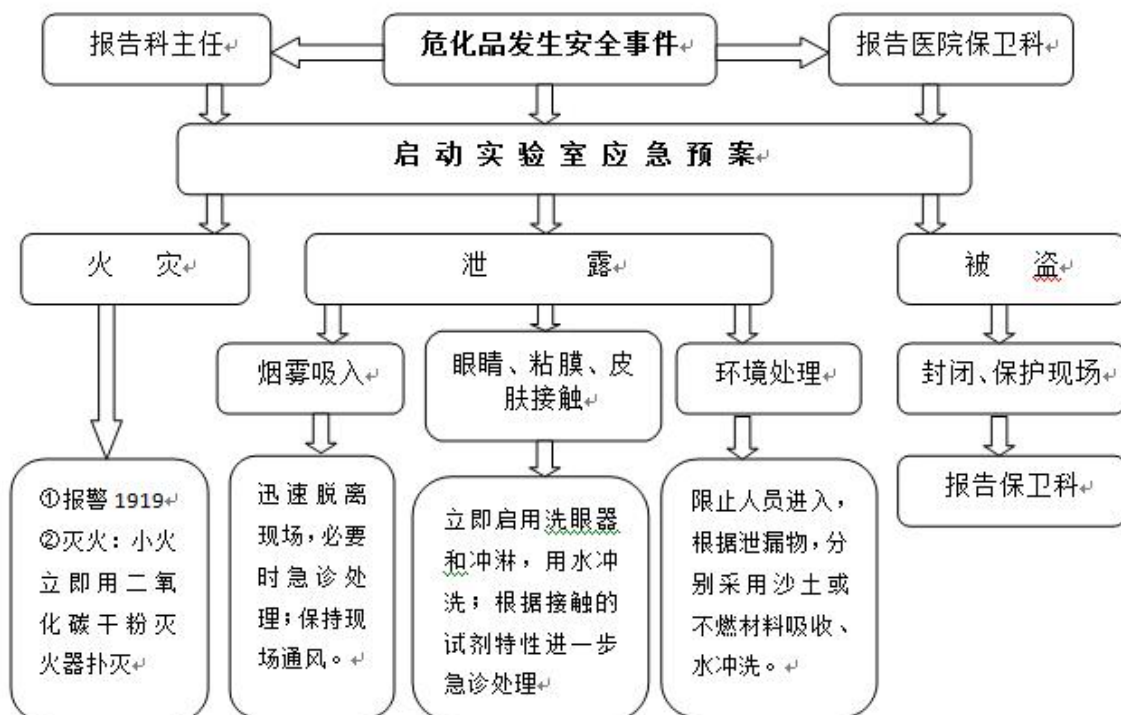 报告科主任
危化品发生安全事件
报告医院保卫科
启动实验室应急预案
火 灾
泄 露
被 盗
烟雾吸入
眼睛、粘膜、皮
肤接触
环境处理
封闭、保护现场
①报警1919
②灭火：小火
立即用二氧
化碳干粉灭
火器扑灭
迅速脱离
现场，必要
时急诊处
理；保持现
场通风。
立即启用洗眼器
和冲淋，用水冲
洗；根据接触的
试剂特性进一步
急诊处理
限止人员进入，
根据泄漏物，分
别采用沙土或
不燃材料吸收、
水冲洗。
报告保卫科